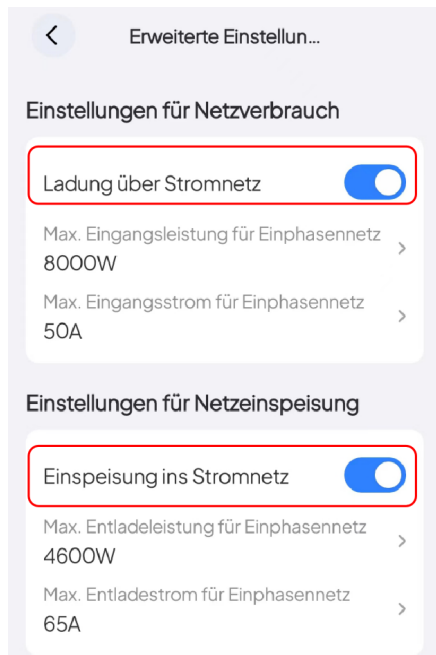 Erweiterte Einstellun...
Einstellungen für Netzverbrauch
Ladung über Stromnetz
Max. Eingangsleistung für Einphasennetz
8000W
Max. Eingangsstrom für Einphasennetz
50A
Einstellungen für Netzeinspeisung
Einspeisung ins Stromnetz
Max. Entladeleistung für Einphasennetz
4600W
Max. Entladestrom für Einphasennetz
65A